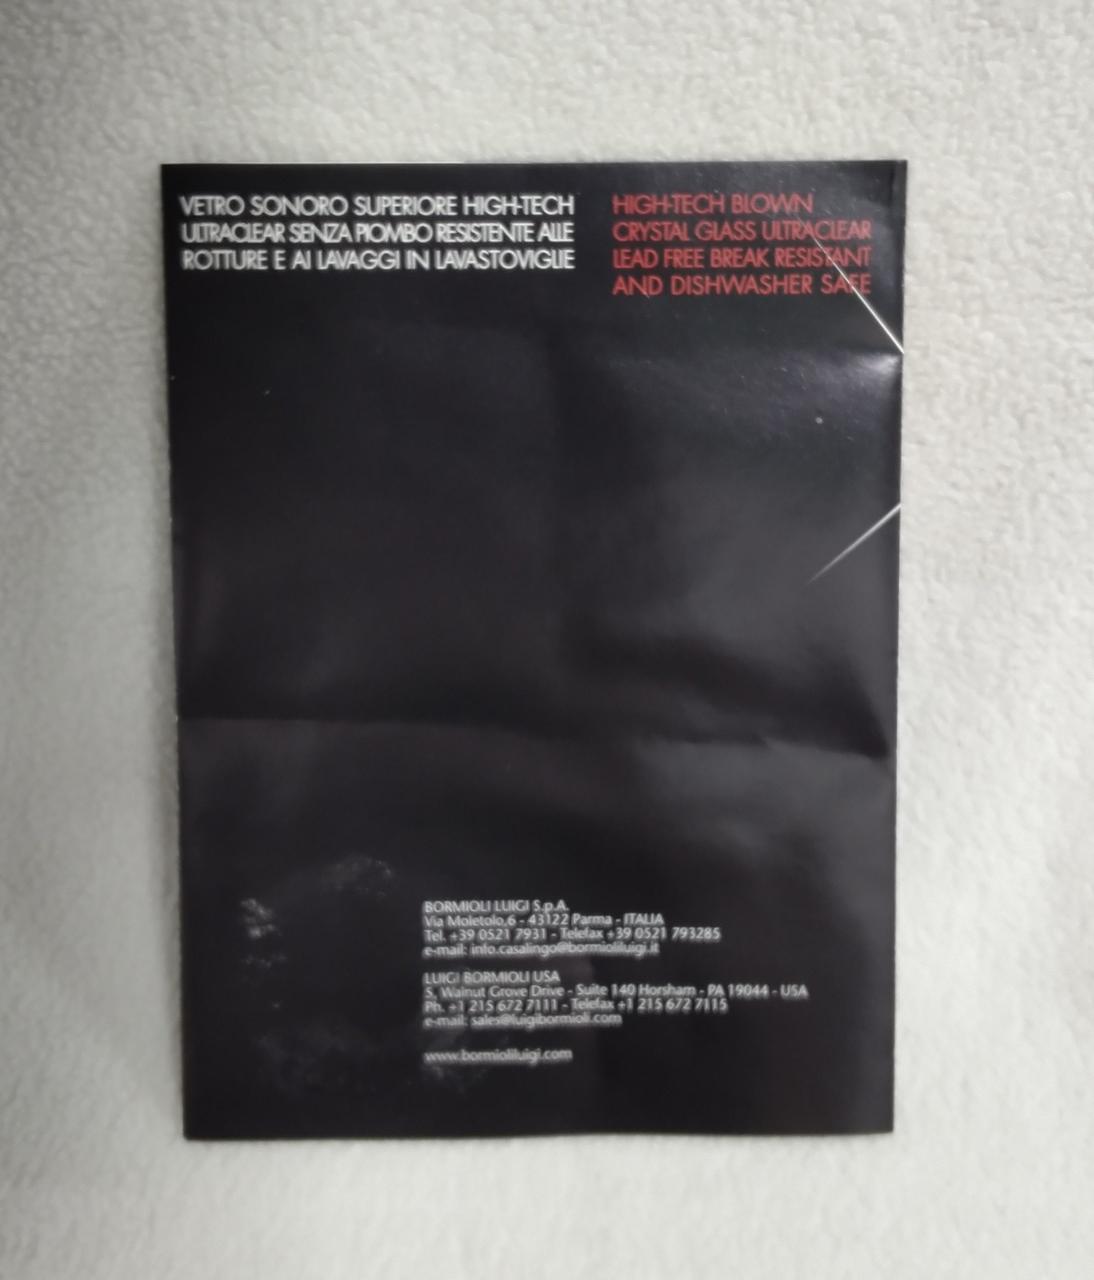 VETRO SONORO SUPERIORE HIGH-TECH
ULTRACLEAR SENZA PIOMBO RESISTENTE ALLE
ROTTURE E AI LAVAGGI IN LAVASTOVIGLIE
HIGH-TECH BLOWN
CRYSTAL GLASS ULTRACLEAR
LEAD FREE BREAK RESISTANT
AND DISHWASHER SAFE
BORMIOLI LUIGI S.p.A.
Via Moletolo,6 - 43122 Parma - ITALIA
Tel. +39 0521 7931 - Telefax +39 0521 793285
e-mail: info.casalingo@bormioliluigi.it
LUIGI BORMIOLI USA
5, Walnut Grove Drive - Suite 140 Horsham - PA 19044 - USA
Ph. +1 215 672 7111 - Telefax +1 215 672 7115
e-mail: sales@luigibormioli.com
www.bormioliluigi.com